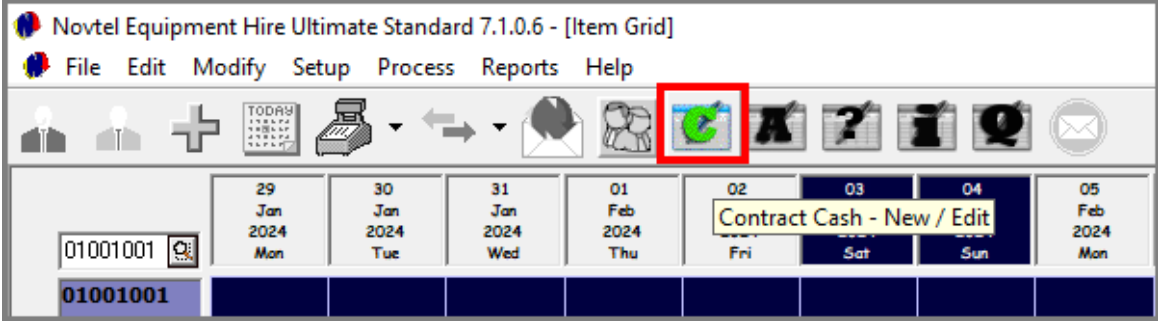 Novtel Equipment Hire Ultimate Standard 7.1.0.6 - [Item Grid]
File Edit Modify Setup Process Reports Help
TODAY C A ? i Q
29 30 31 01 02 03 04 05
Jan Jan Jan Feb Feb
2024 2024 2024 2024 2024
Mon Tue Wed Thu Fri Sat Sun Mon
Contract Cash - New / Edit
01001001
01001001